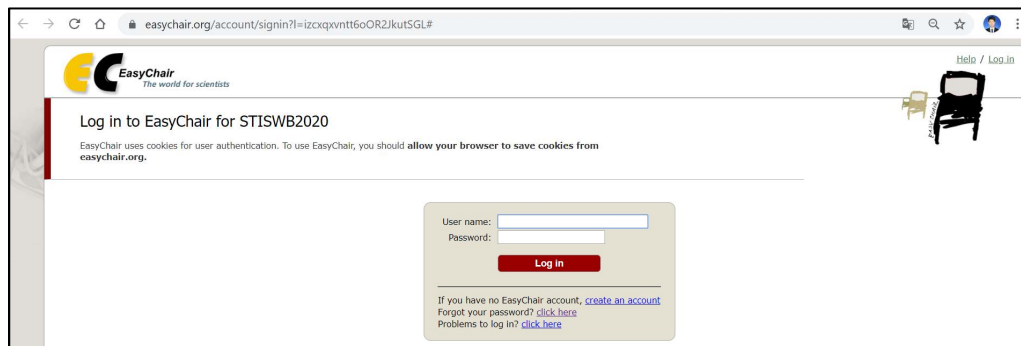 easychair.org/account/signin?l=izcxqxvntt6oOR2JkutSGL#
Help / Log in
EC
EasyChair
The world for scientists
EASY CHAIR
Log in to EasyChair for STISWB2020
EasyChair uses cookies for user authentication. To use EasyChair, you should allow your browser to save cookies from
easychair.org.
User name:
Password:
Log in
If you have no EasyChair account, create an account
Forgot your password? click here
Problems to log in? click here